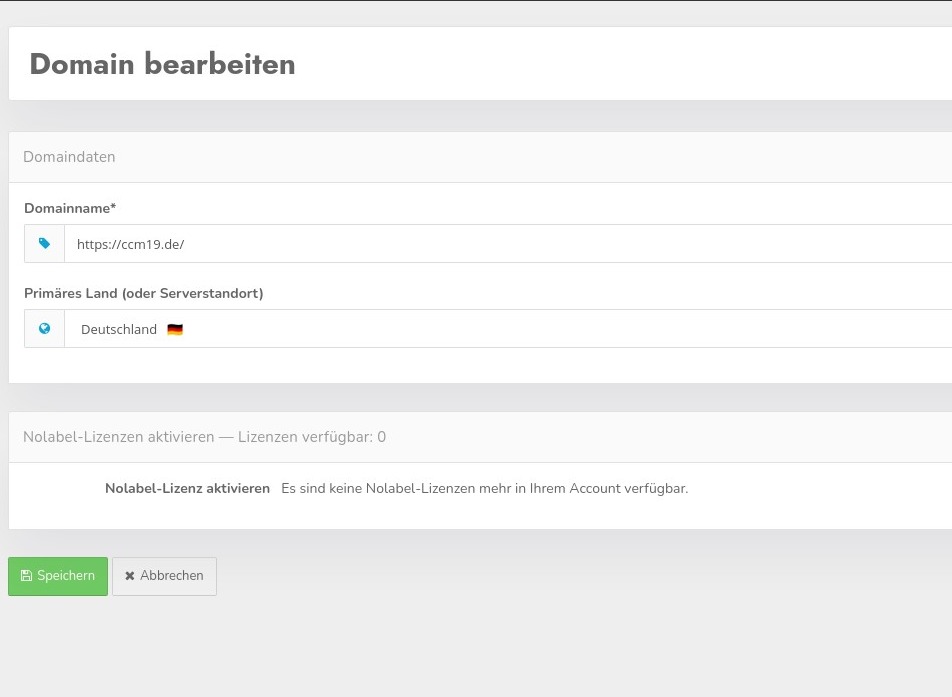 Domain bearbeiten
Domaindaten
Domainname*
https://ccm19.de/
Primäres Land (oder Serverstandort)
Deutschland 🇩🇪
Nolabel-Lizenzen aktivieren — Lizenzen verfügbar: 0
Nolabel-Lizenz aktivieren Es sind keine Nolabel-Lizenzen mehr in Ihrem Account verfügbar.
Speichern Abbrechen